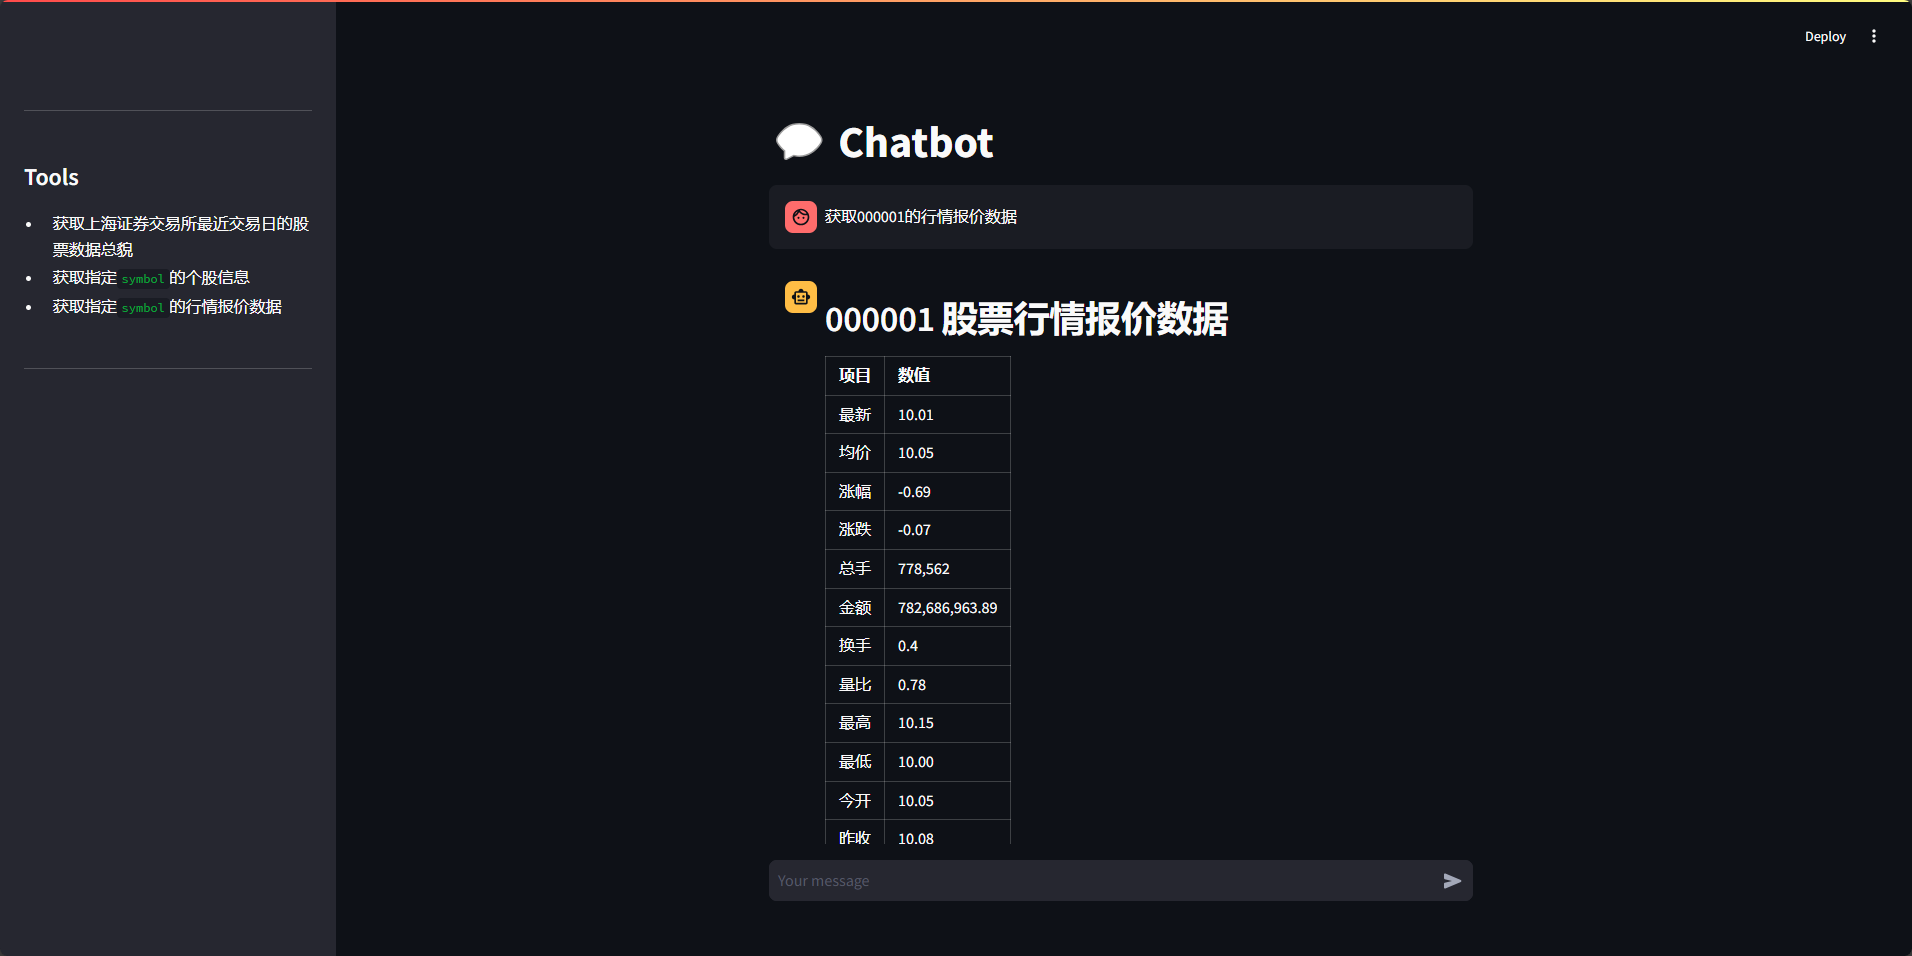 Deploy
Tools
获取上海证券交易所最近交易日的股
票数据总貌
获取指定 symbol 的个股信息
获取指定 symbol 的行情报价数据
Chatbot
获取000001的行情报价数据
000001 股票行情报价数据
项目 数值
最新 10.01
均价 10.05
涨幅 -0.69
涨跌 -0.07
总手 778,562
金额 782,686,963.89
换手 0.4
量比 0.78
最高 10.15
最低 10.00
今开 10.05
昨收 10.08
Your message